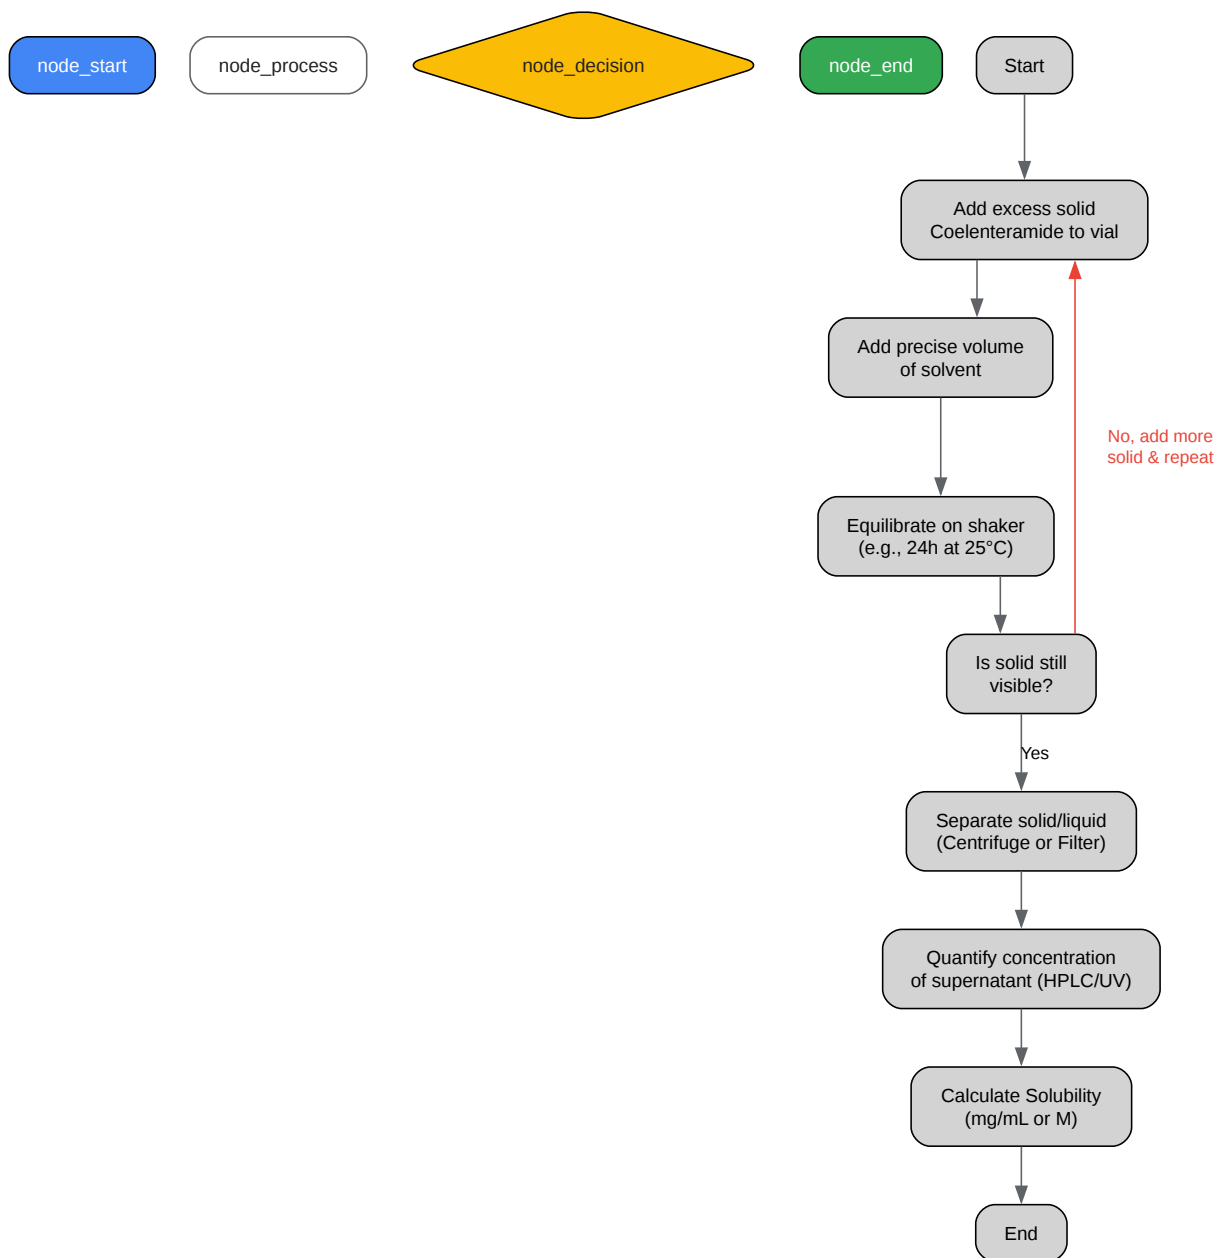 node_start
node_process
node_decision
node_end
Start
Add excess solid
Coelenteramide to vial
Add precise volume
of solvent
No, add more
solid & repeat
Equilibrate on shaker
(e.g., 24h at 25°C)
Is solid still
visible?
Yes
Separate solid/liquid
(Centrifuge or Filter)
Quantify concentration
of supernatant (HPLC/UV)
Calculate Solubility
(mg/mL or M)
End